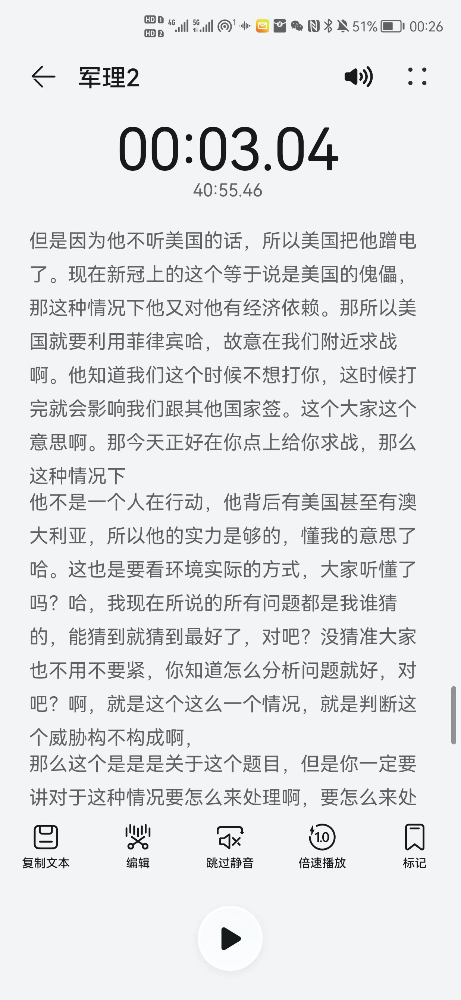 HD 1 4G 5G 1 51% 00:26
HD 2
军理2
00:03.04
40:55.46
但是因为他不听美国的话，所以美国把他蹭电
了。现在新冠上的这个等于说是美国的傀儡，
那这种情况下他又对他有经济依赖。那所以美
国就要利用菲律宾哈，故意在我们附近求战
啊。他知道我们这个时候不想打你，这时候打
完就会影响我们跟其他国家签。这个大家这个
意思啊。那今天正好在你点上给你求战，那么
这种情况下
他不是一个人在行动，他背后有美国甚至有澳
大利亚，所以他的实力是够的，懂我的意思了
哈。这也是要看环境实际的方式，大家听懂了
吗？哈，我现在所说的所有问题都是我谁猜
的，能猜到就猜到最好了，对吧？没猜准大家
也不用不要紧，你知道怎么分析问题就好，对
吧？啊，就是这个这么一个情况，就是判断这
个威胁构不构成啊，
那么这个是是是关于这个题目，但是你一定要
讲对于这种情况要怎么来处理啊，要怎么来处
1.0
复制文本 编辑 跳过静音 倍速播放 标记